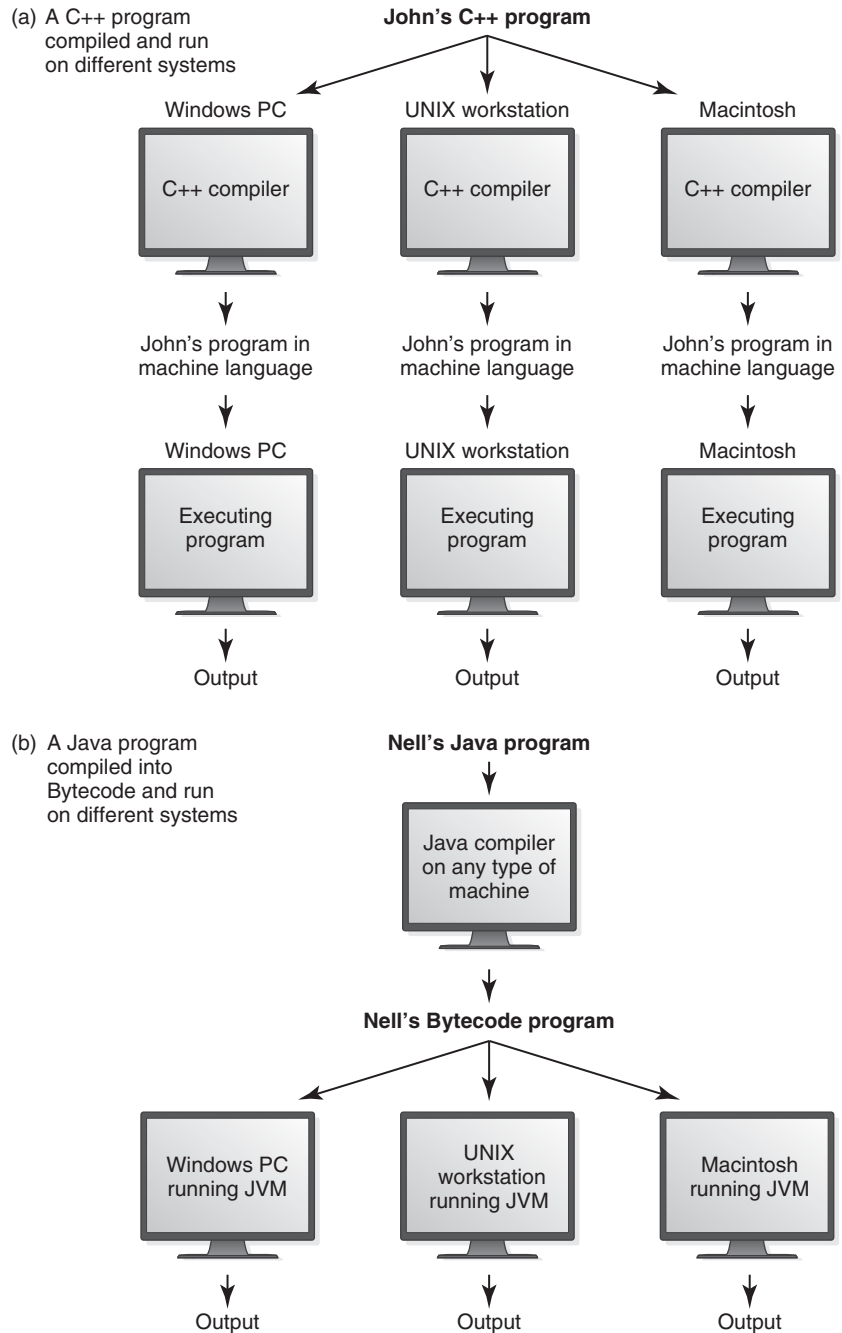 (a) A C++ program
compiled and run
on different systems
John's C++ program
Windows PC
UNIX workstation
Macintosh
C++ compiler
C++ compiler
C++ compiler
John's program in
machine language
John's program in
machine language
John's program in
machine language
Windows PC
UNIX workstation
Macintosh
Executing
program
Executing
program
Executing
program
Output
Output
Output
(b) A Java program
compiled into
Bytecode and run
on different systems
Nell's Java program
Java compiler
on any type of
machine
Nell's Bytecode program
Windows PC
running JVM
UNIX
workstation
running JVM
Macintosh
running JVM
Output
Output
Output